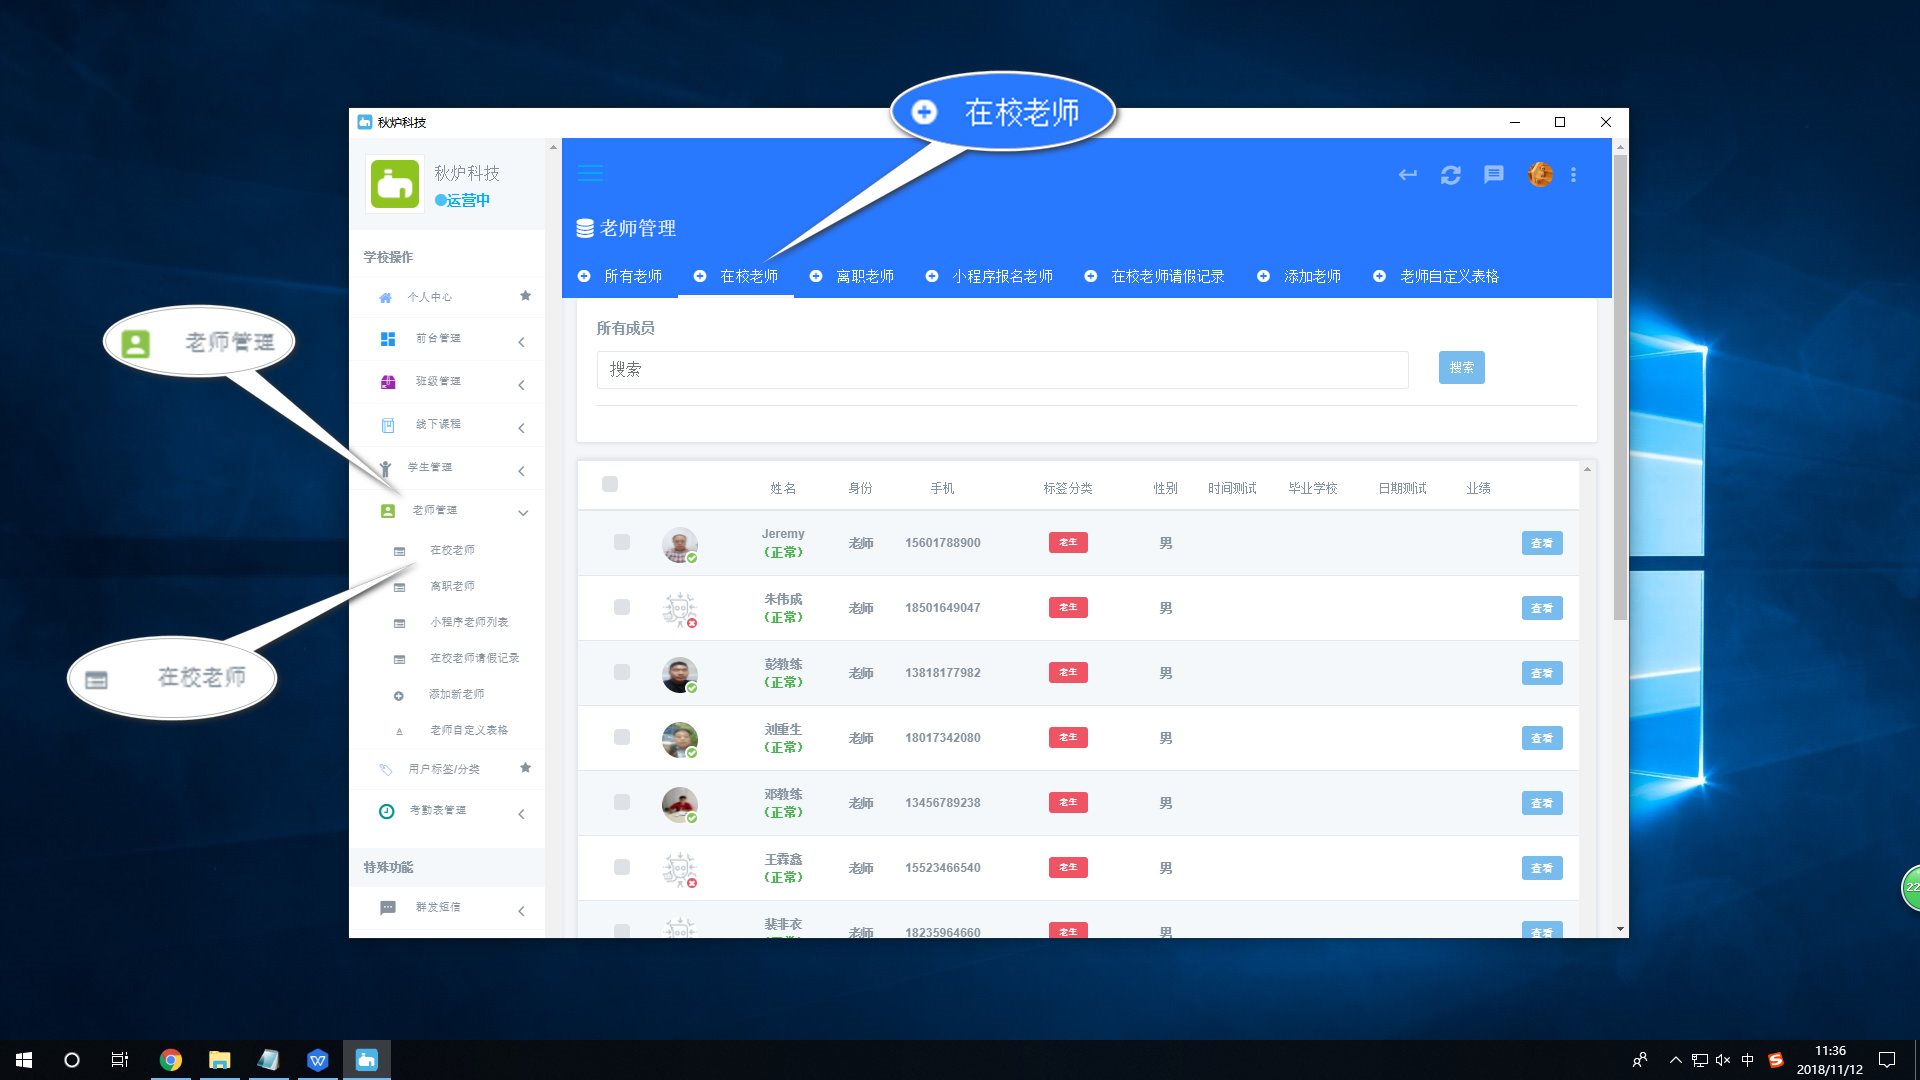 在校老师
秋炉科技
秋炉科技
运营中
学校操作
个人中心
前台管理
班级管理
线下课程
学生管理
老师管理
在校老师
离职老师
小程序老师列表
在校老师请假记录
添加新老师
老师自定义表格
用户标签/分类
考勤表管理
特殊功能
群发短信
老师管理
在校老师
老师管理
所有老师 在校老师 离职老师 小程序报名老师 在校老师请假记录 添加老师 老师自定义表格
所有成员
搜索 搜索
姓名 身份 手机 标签分类 性别 时间测试 毕业学校 日期测试 业绩
Jeremy
(正常) 老师 15601788900 老生 男 查看
朱伟成
(正常) 老师 18501649047 老生 男 查看
彭教练
(正常) 老师 13818177982 老生 男 查看
刘重生
(正常) 老师 18017342080 老生 男 查看
邓教练
(正常) 老师 13456789238 老生 男 查看
王霖鑫
(正常) 老师 15523466540 老生 男 查看
裴非衣
老师 18235964660 老生 男 查看
22
中
11:36
2018/11/12